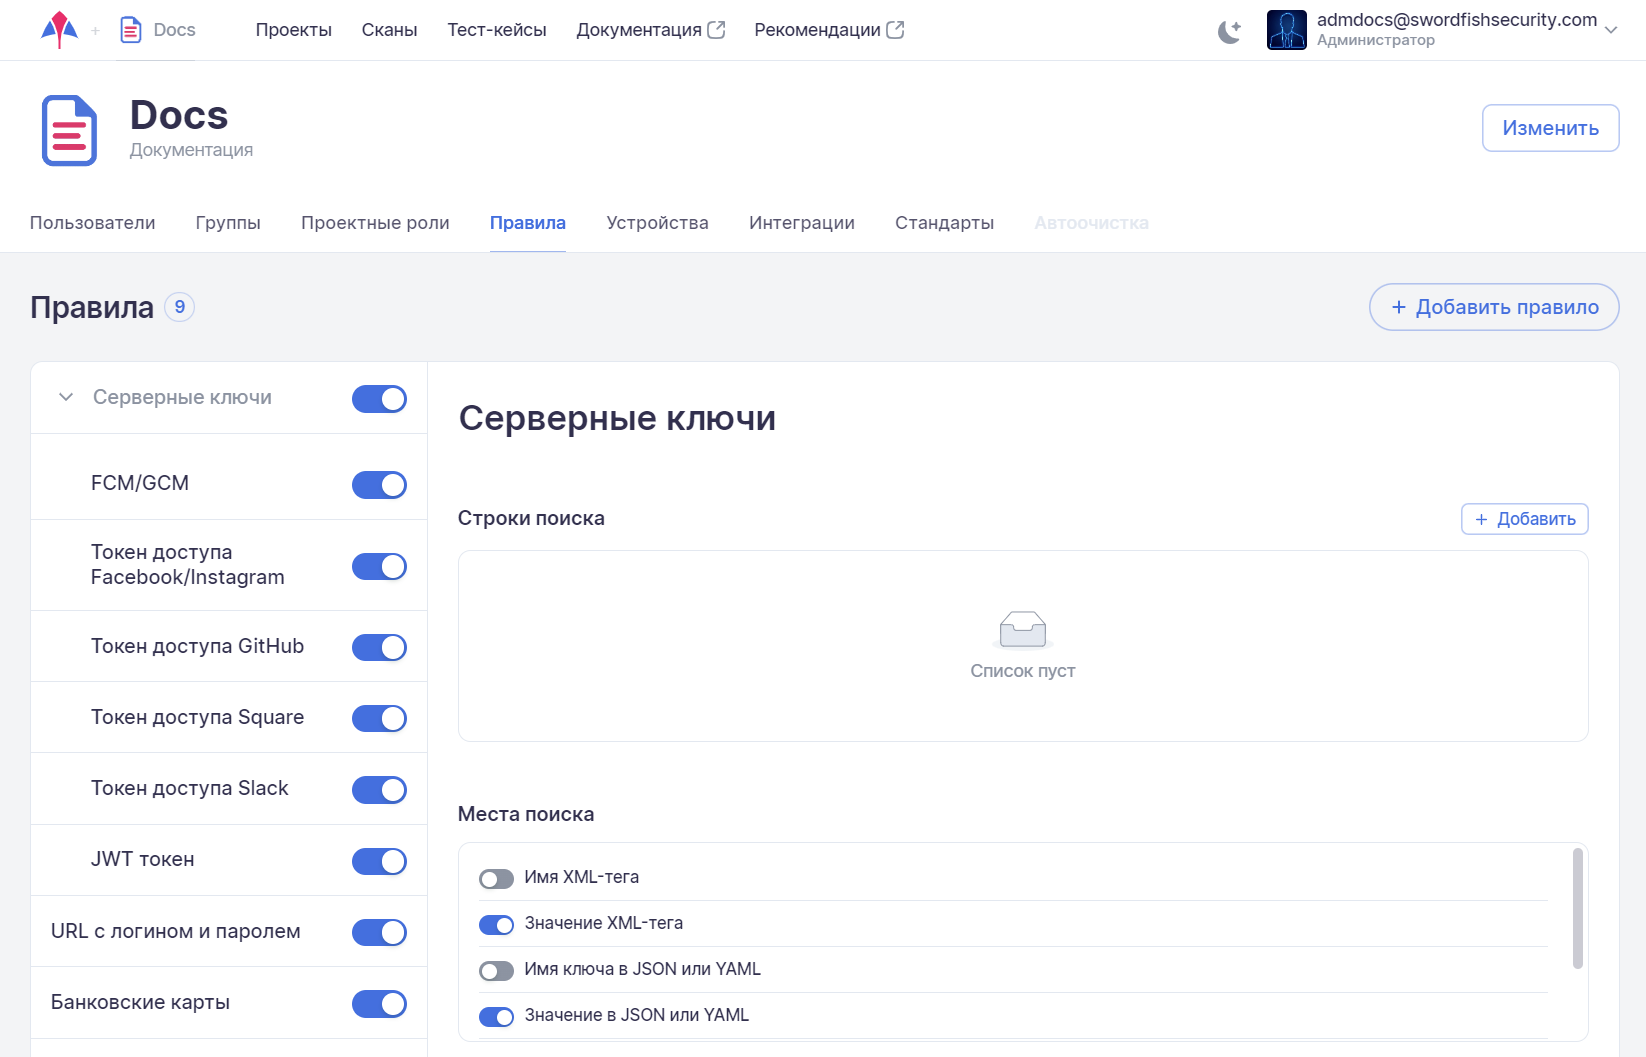 Docs
Проекты
Сканы
Тест-кейсы
Документация
Рекомендации
admdocs@swordfishsecurity.com
Администратор
Docs
Документация
Изменить
Пользователи
Группы
Проектные роли
Правила
Устройства
Интеграции
Стандарты
Автоочистка
Правила 9
+ Добавить правило
Серверные ключи
FCM/GCM
Токен доступа
Facebook/Instagram
Токен доступа GitHub
Токен доступа Square
Токен доступа Slack
JWT токен
URL с логином и паролем
Банковские карты
Серверные ключи
Строки поиска
+ Добавить
Список пуст
Места поиска
Имя XML-тега
Значение XML-тега
Имя ключа в JSON или YAML
Значение в JSON или YAML